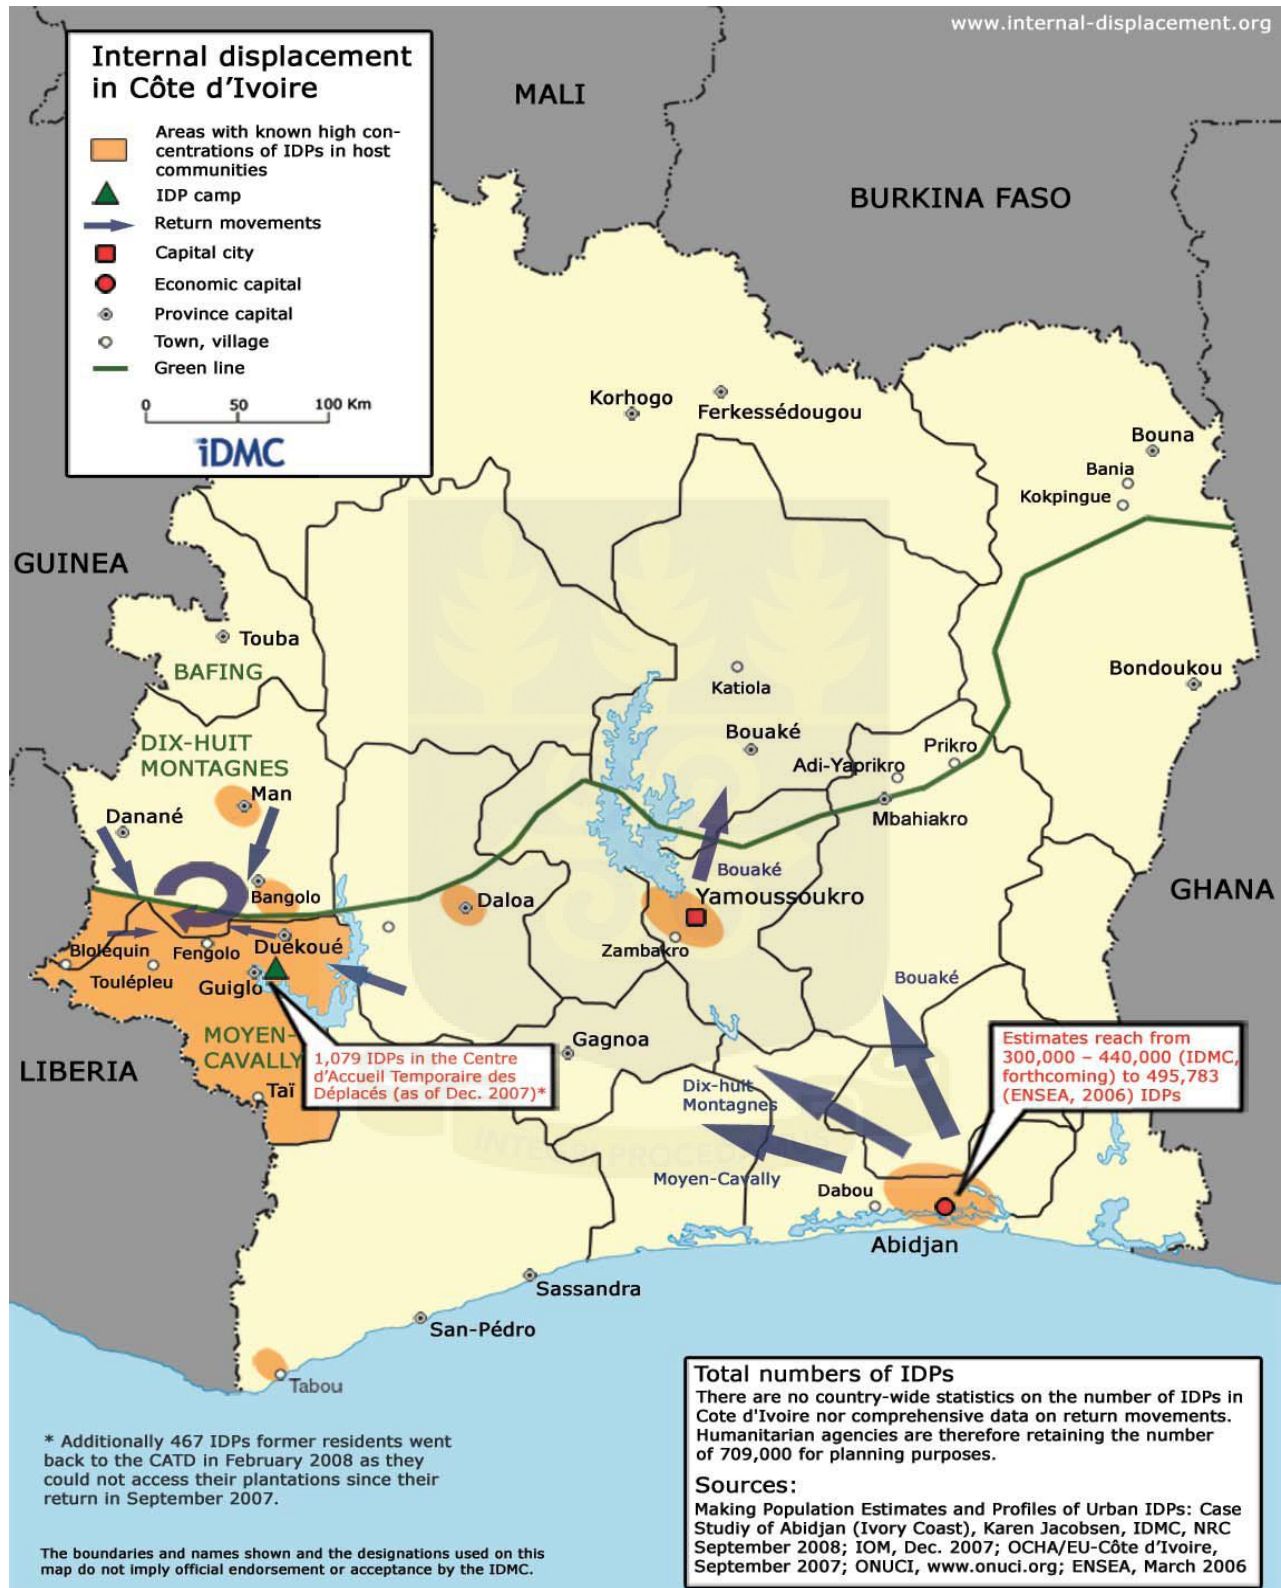 www.internal-displacement.org
Internal displacement
in Côte d'Ivoire
Areas with known high con-
centrations of IDPs in host
communities
IDP camp
Return movements
Capital city
Economic capital
Province capital
Town, village
Green line
0 50 100 Km
iDMC
MALI
BURKINA FASO
Korhogo
Ferkessédougou
Bouna
Bania
Kokpingue
GUINEA
Touba
BAFING
Katiola
Bondoukou
DIX-HUIT
MONTAGNES
Bouaké
Prikro
Adi-Yaprikro
Man
Danané
Mbahiakro
Bouaké
GHANA
Bangolo
Daloa
Yamoussoukro
Blolequin
Fengolo
Duékoué
Zambakro
Toulépleu
Guiglo
Bouaké
MOYEN-
CAVALLY
LIBERIA
Gagnoa
1,079 IDPs in the Centre
d'Accueil Temporaire des
Déplacés (as of Dec. 2007)*
Estimates reach from
300,000 – 440,000 (IDMC,
forthcoming) to 495,783
(ENSEA, 2006) IDPs
Taï
Dix-huit
Montagnes
INTEGRI PROCEDAMUS
Moyen-Cavally
Dabou
Abidjan
Sassandra
San-Pédro
Tabou
* Additionally 467 IDPs former residents went
back to the CATD in February 2008 as they
could not access their plantations since their
return in September 2007.
The boundaries and names shown and the designations used on this
map do not imply official endorsement or acceptance by the IDMC.
Total numbers of IDPs
There are no country-wide statistics on the number of IDPs in
Cote d'Ivoire nor comprehensive data on return movements.
Humanitarian agencies are therefore retaining the number
of 709,000 for planning purposes.
Sources:
Making Population Estimates and Profiles of Urban IDPs: Case
Studiy of Abidjan (Ivory Coast), Karen Jacobsen, IDMC, NRC
September 2008; IOM, Dec. 2007; OCHA/EU-Côte d'Ivoire,
September 2007; ONUCI, www.onuci.org; ENSEA, March 2006